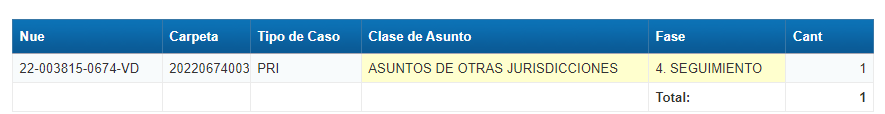 Nue Carpeta Tipo de Caso Clase de Asunto Fase Cant
22-003815-0674-VD 20220674003 PRI ASUNTOS DE OTRAS JURISDICCIONES 4. SEGUIMIENTO 1
Total: 1